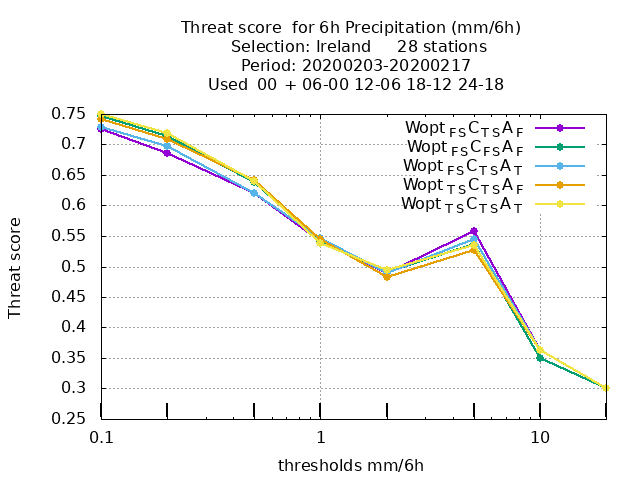 Threat score  for 6h Precipitation (mm/6h)
Selection: Ireland     28 stations
Period: 20200203-20200217
Used  00 + 06-00 12-06 18-12 24-18
Wopt FS C TS A F
Wopt FS C FS A F
Wopt FS C TS A T
Wopt TS C TS A F
Wopt TS C TS A T
0.75
0.7
0.65
0.6
0.55
0.5
0.45
0.4
0.35
0.3
0.25
Threat score
0.1 1 10
thresholds mm/6h